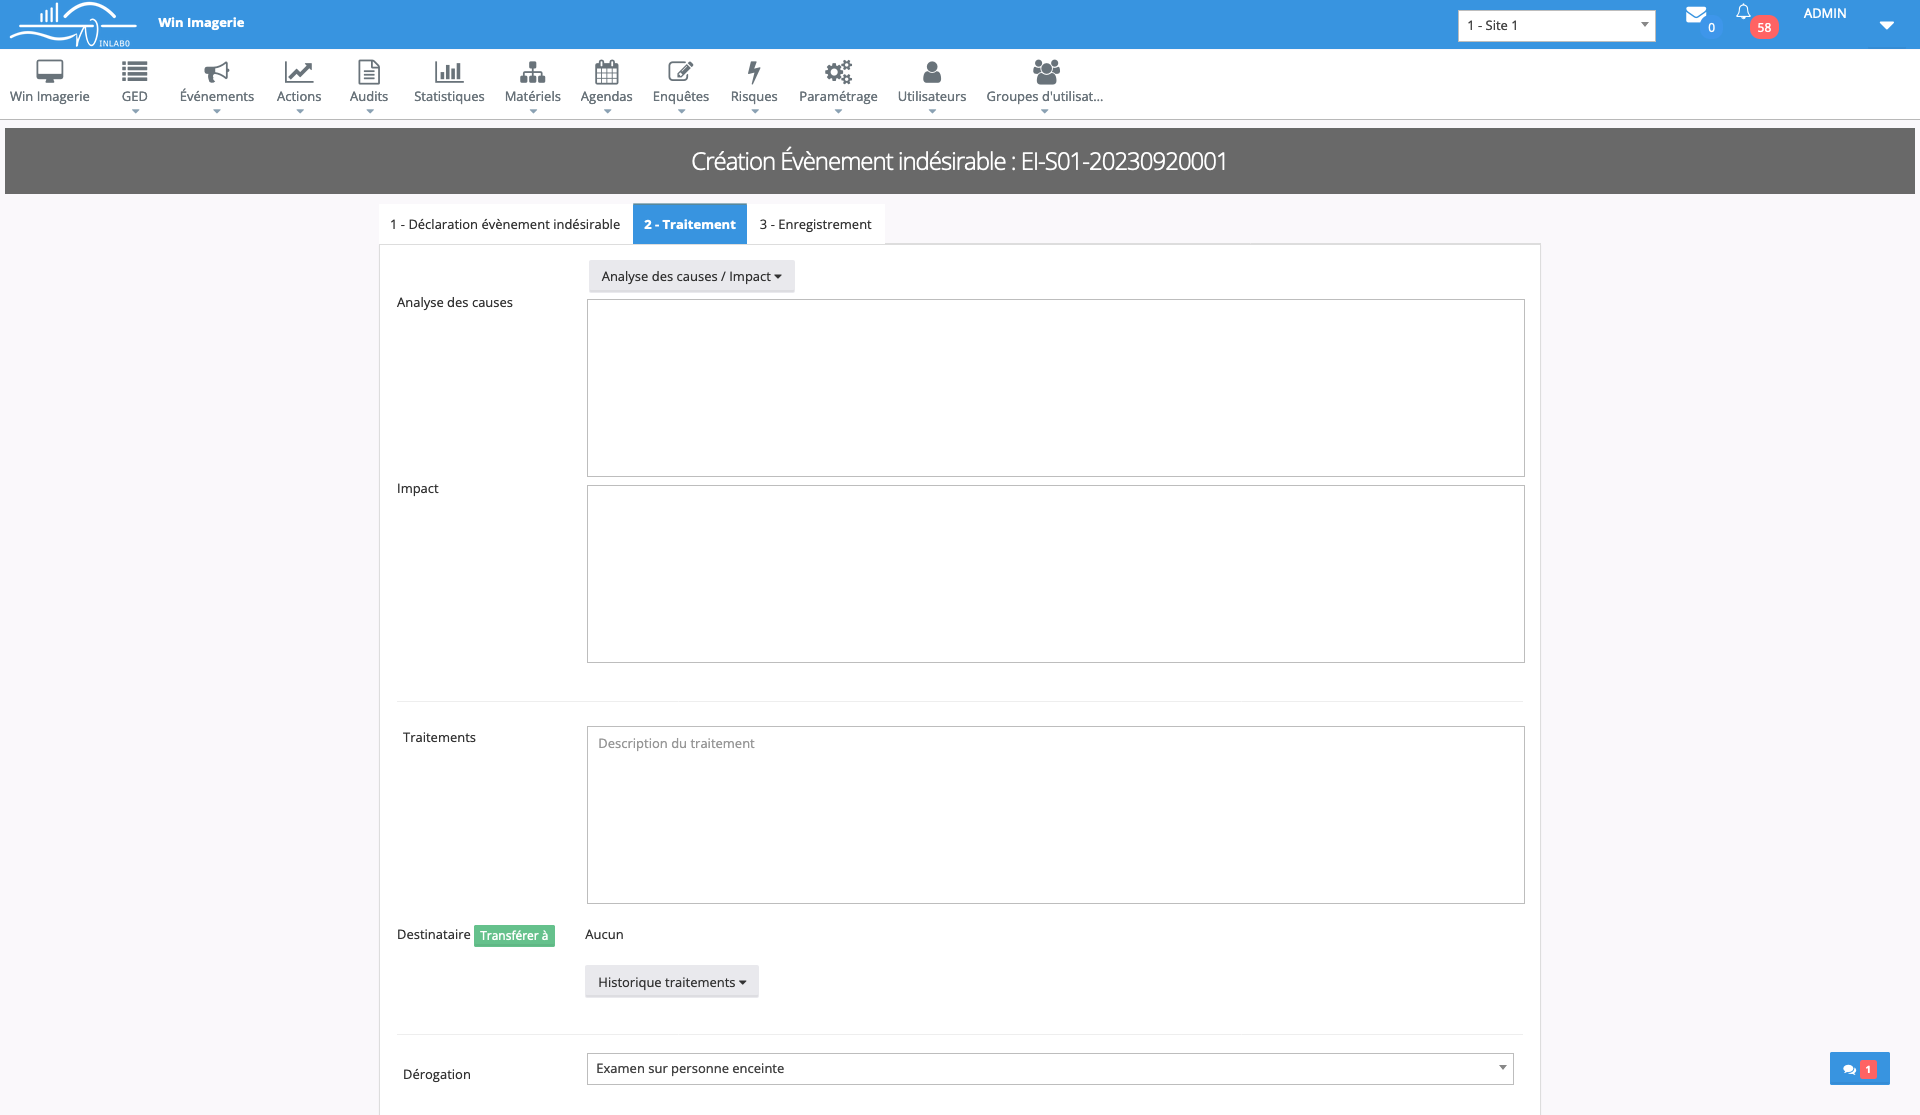 INLABO
Win Imagerie
1 - Site 1
0
58
ADMIN
Win Imagerie
GED
Événements
Actions
Audits
Statistiques
Matériels
Agendas
Enquêtes
Risques
Paramétrage
Utilisateurs
Groupes d'utilisat...
Création Évènement indésirable : EI-S01-20230920001
1 - Déclaration évènement indésirable
2 - Traitement
3 - Enregistrement
Analyse des causes / Impact
Analyse des causes
Impact
Traitements
Description du traitement
Destinataire
Transférer à
Aucun
Historique traitements
Dérogation
Examen sur personne enceinte
1